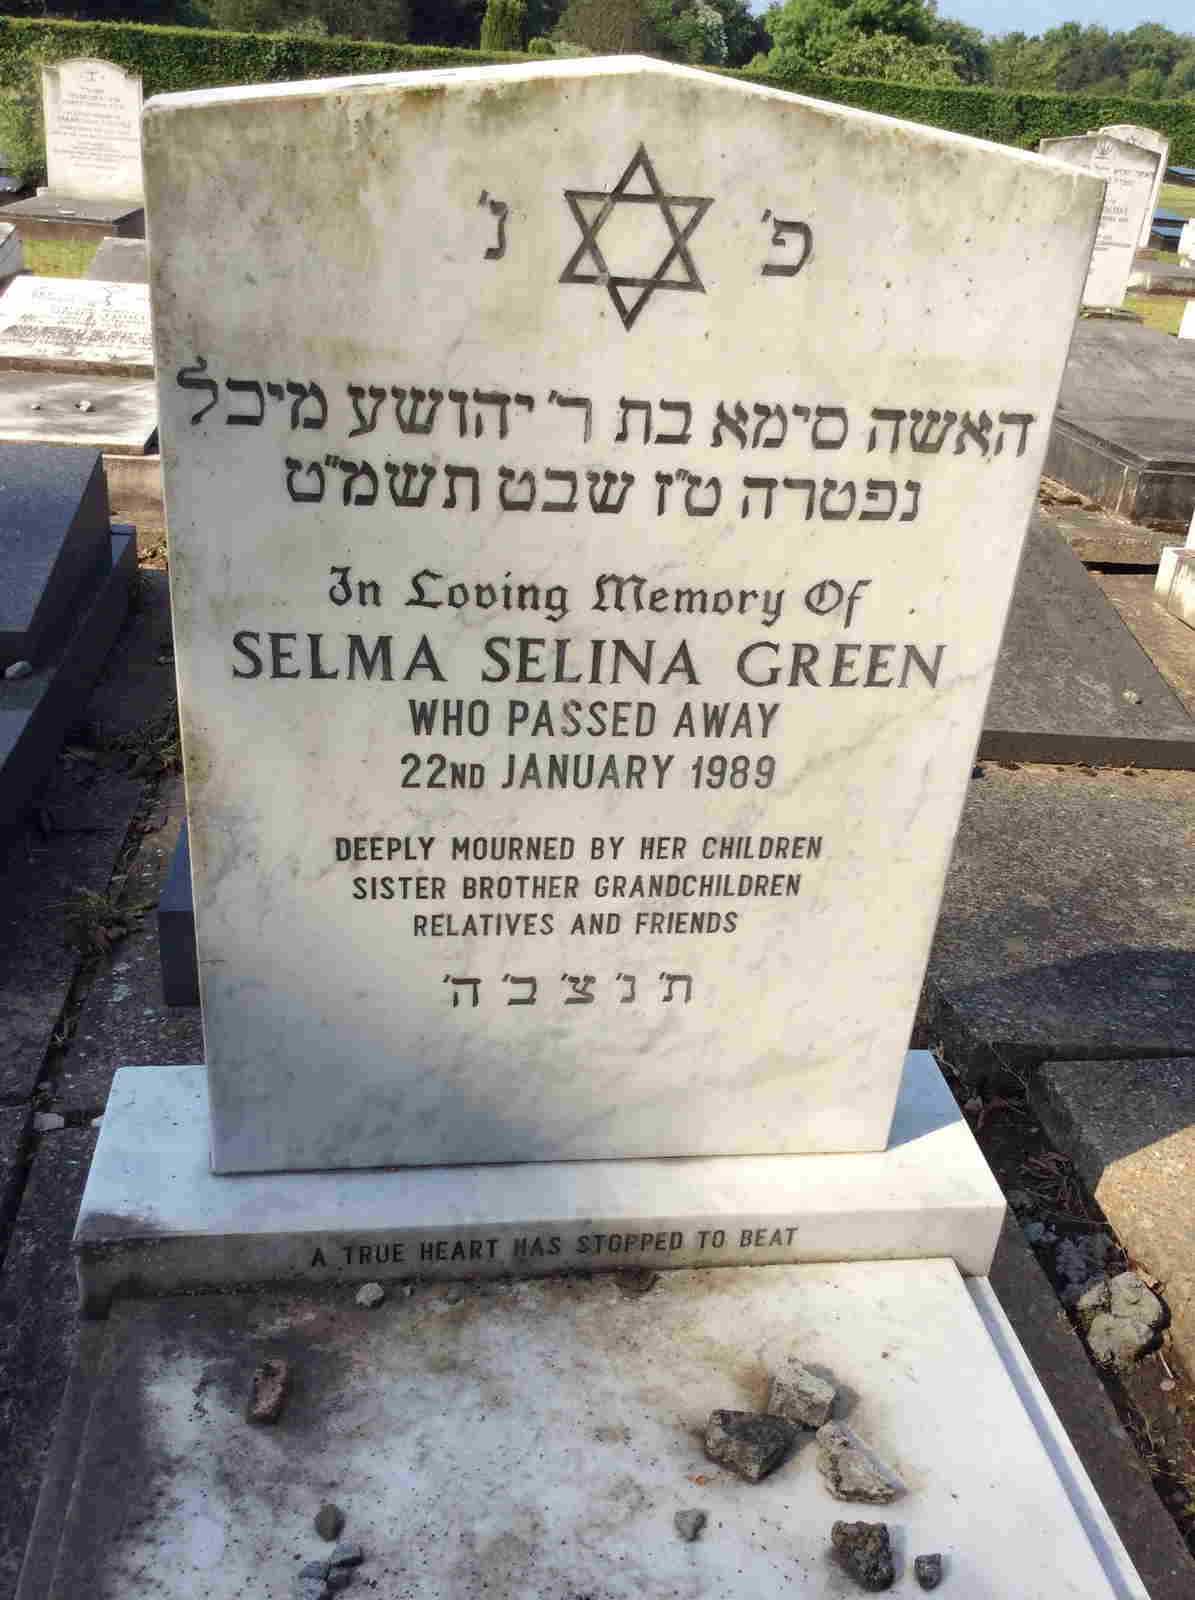 פ' נ'
האשה סימא בת ר' יהושע מיכל
נפטרה ט"ז שבט תשמ"ט
In Loving Memory Of
SELMA SELINA GREEN
WHO PASSED AWAY
22ND JANUARY 1989
DEEPLY MOURNED BY HER CHILDREN
SISTER BROTHER GRANDCHILDREN
RELATIVES AND FRIENDS
ת' נ' צ' ב' ה'
A TRUE HEART HAS STOPPED TO BEAT